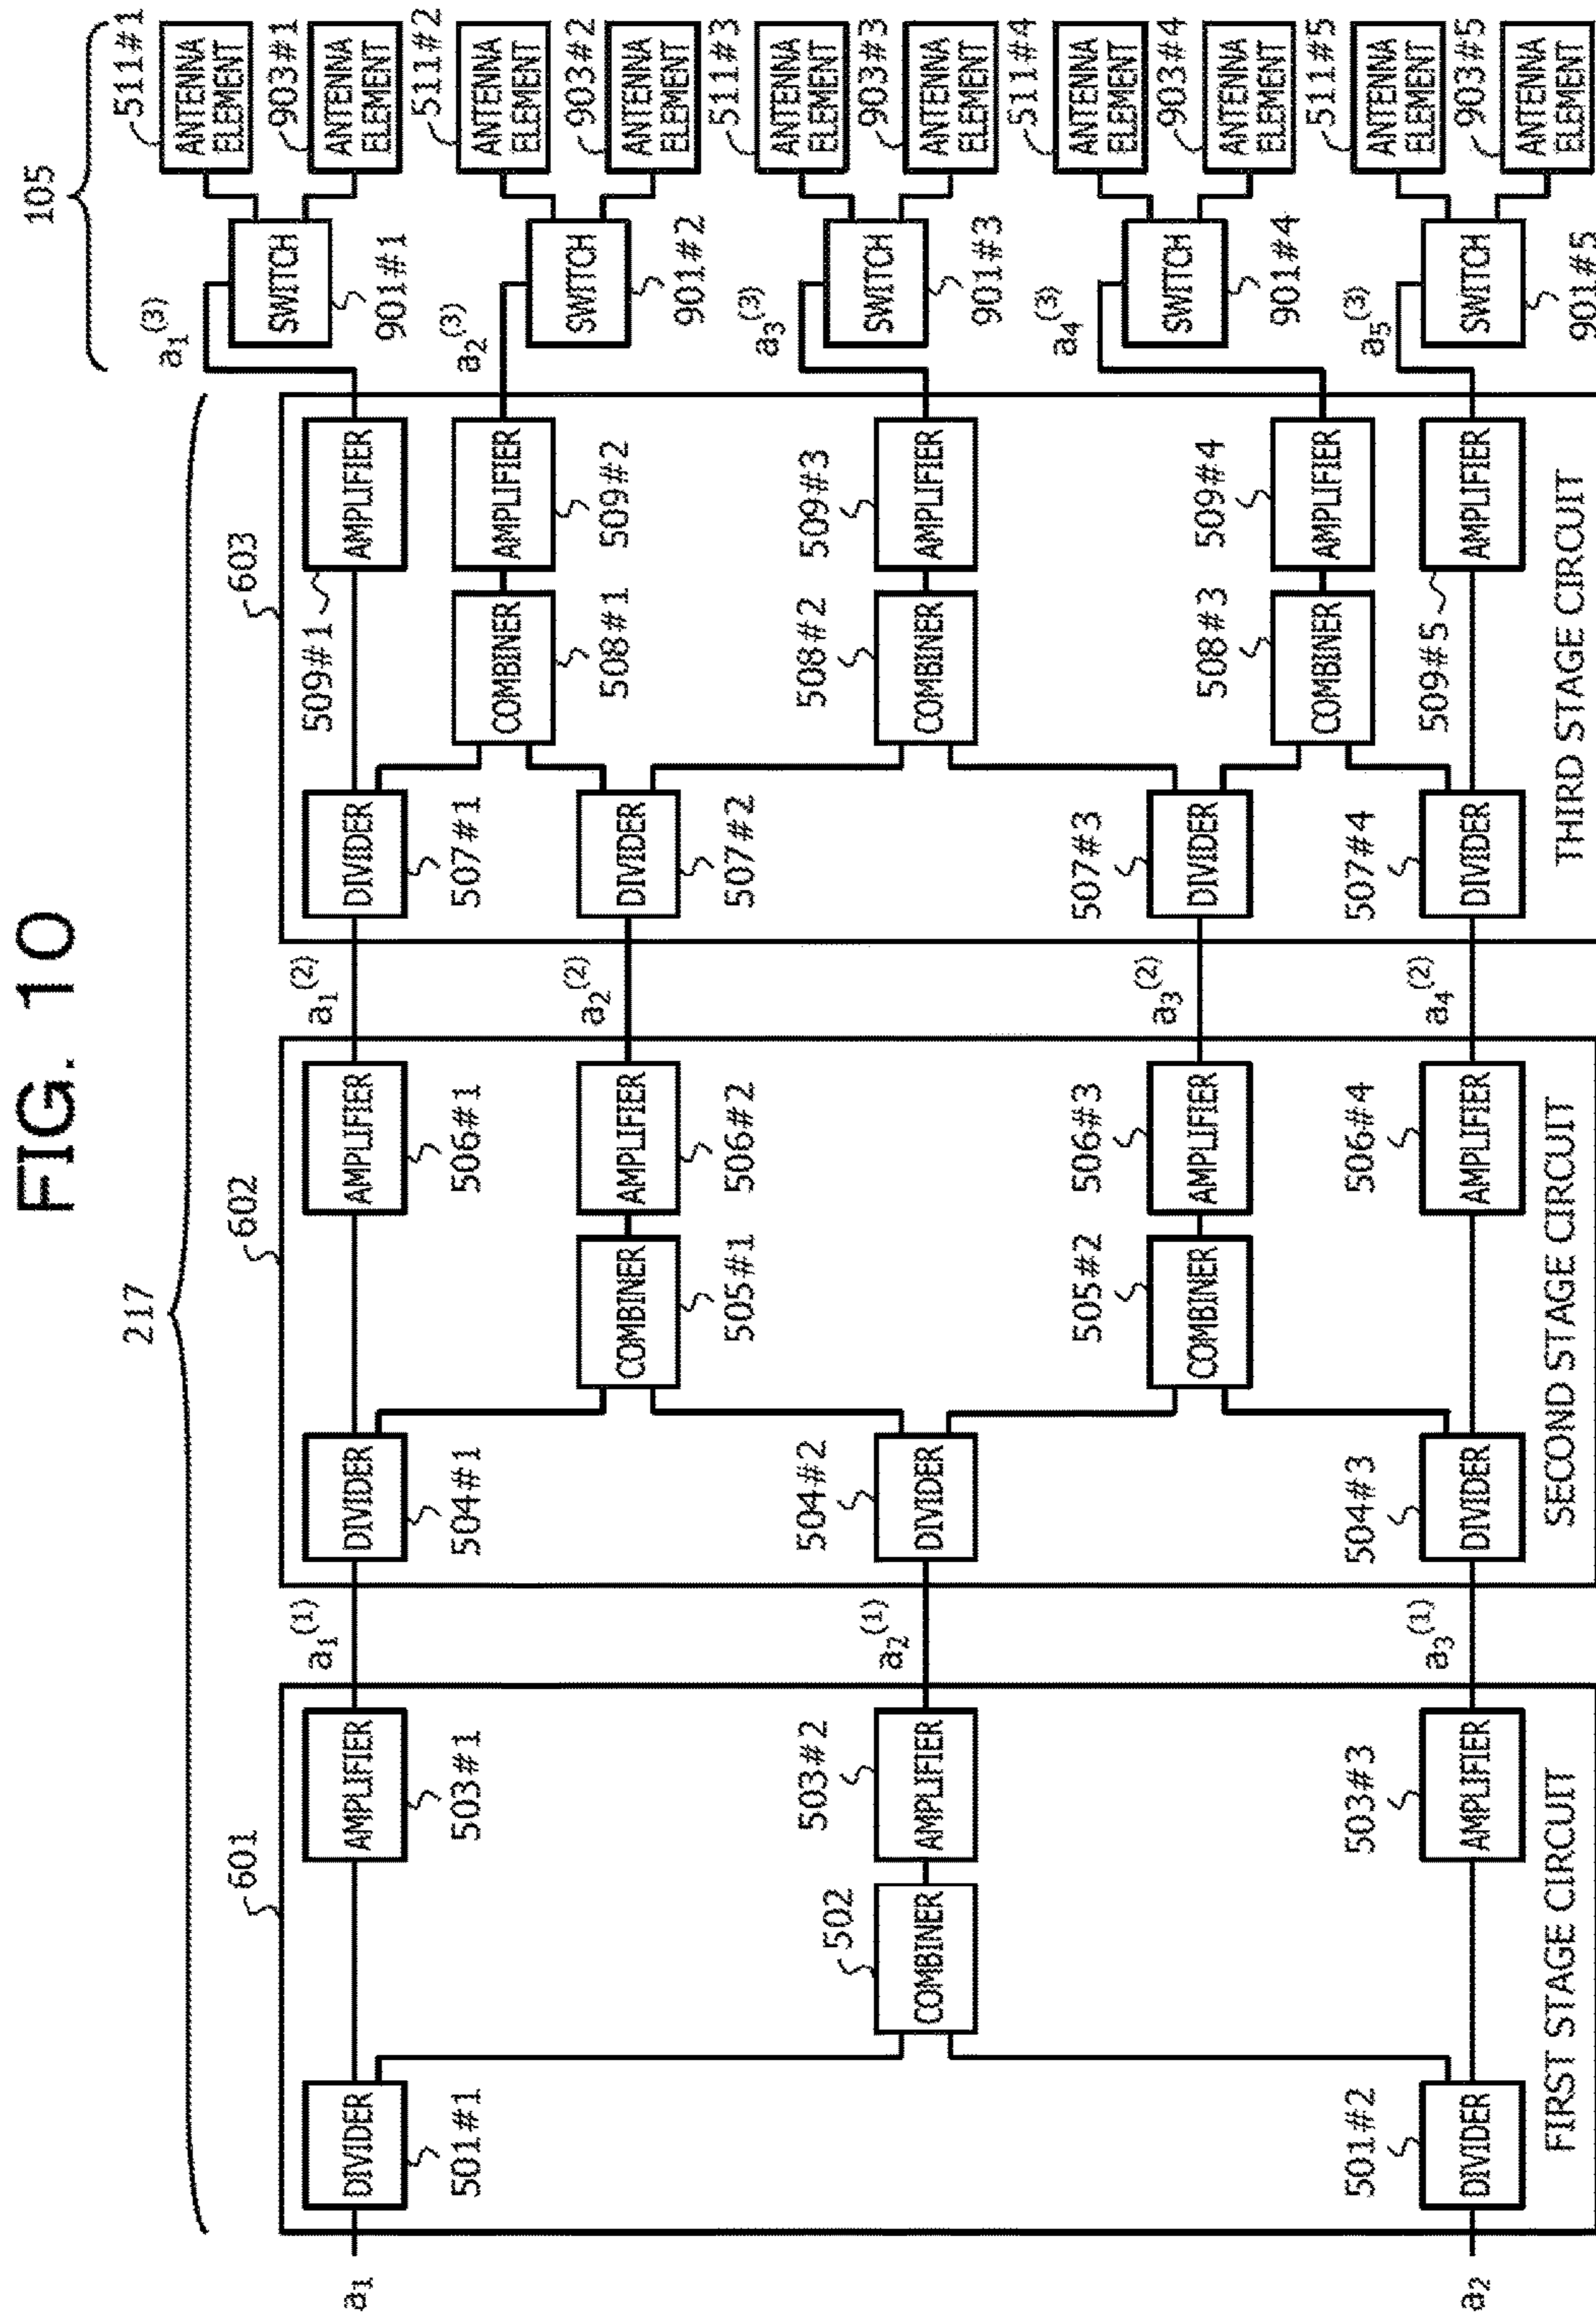 FIG. 10
217
105
601
a₁
DIVIDER
501#1
a₂
DIVIDER
501#2
COMBINER
502
AMPLIFIER
503#1
AMPLIFIER
503#2
AMPLIFIER
503#3
FIRST STAGE CIRCUIT
a₁⁽¹⁾
a₂⁽¹⁾
a₃⁽¹⁾
602
DIVIDER
504#1
DIVIDER
504#2
DIVIDER
504#3
COMBINER
505#1
COMBINER
505#2
AMPLIFIER
506#1
AMPLIFIER
506#2
AMPLIFIER
506#3
AMPLIFIER
506#4
SECOND STAGE CIRCUIT
a₁⁽²⁾
a₂⁽²⁾
a₃⁽²⁾
a₄⁽²⁾
603
DIVIDER
507#1
DIVIDER
507#2
DIVIDER
507#3
DIVIDER
507#4
COMBINER
508#1
COMBINER
508#2
COMBINER
508#3
AMPLIFIER
509#1
AMPLIFIER
509#2
AMPLIFIER
509#3
AMPLIFIER
509#4
AMPLIFIER
509#5
THIRD STAGE CIRCUIT
a₁⁽³⁾
a₂⁽³⁾
a₃⁽³⁾
a₄⁽³⁾
a₅⁽³⁾
SWITCH
901#1
SWITCH
901#2
SWITCH
901#3
SWITCH
901#4
SWITCH
901#5
511#1
ANTENNA
ELEMENT
903#1
ANTENNA
ELEMENT
511#2
ANTENNA
ELEMENT
903#2
ANTENNA
ELEMENT
511#3
ANTENNA
ELEMENT
903#3
ANTENNA
ELEMENT
511#4
ANTENNA
ELEMENT
903#4
ANTENNA
ELEMENT
511#5
ANTENNA
ELEMENT
903#5
ANTENNA
ELEMENT